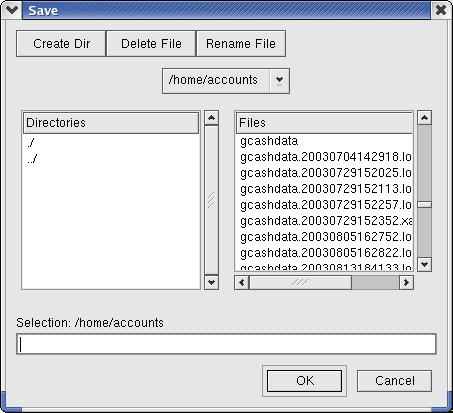 Save
Create Dir Delete File Rename File
/home/accounts
Directories
./
../
Files
gcashdata
gcashdata.20030704142918.lo
gcashdata.20030729152025.lo
gcashdata.20030729152113.lo
gcashdata.20030729152257.lo
gcashdata.20030729152352.xa
gcashdata.20030805162752.lo
gcashdata.20030805162822.lo
gcashdata.20030813184133.lo
Selection: /home/accounts
OK Cancel